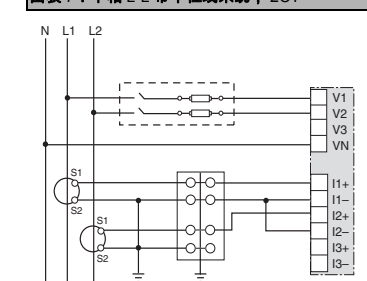 N L1 L2
V1
V2
V3
VN
S1
S2
S1
S2
I1+
I1–
I2+
I2–
I3+
I3–